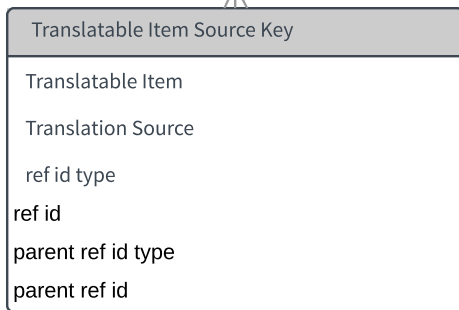 Translatable Item Source Key
Translatable Item
Translation Source
ref id type
ref id
parent ref id type
parent ref id